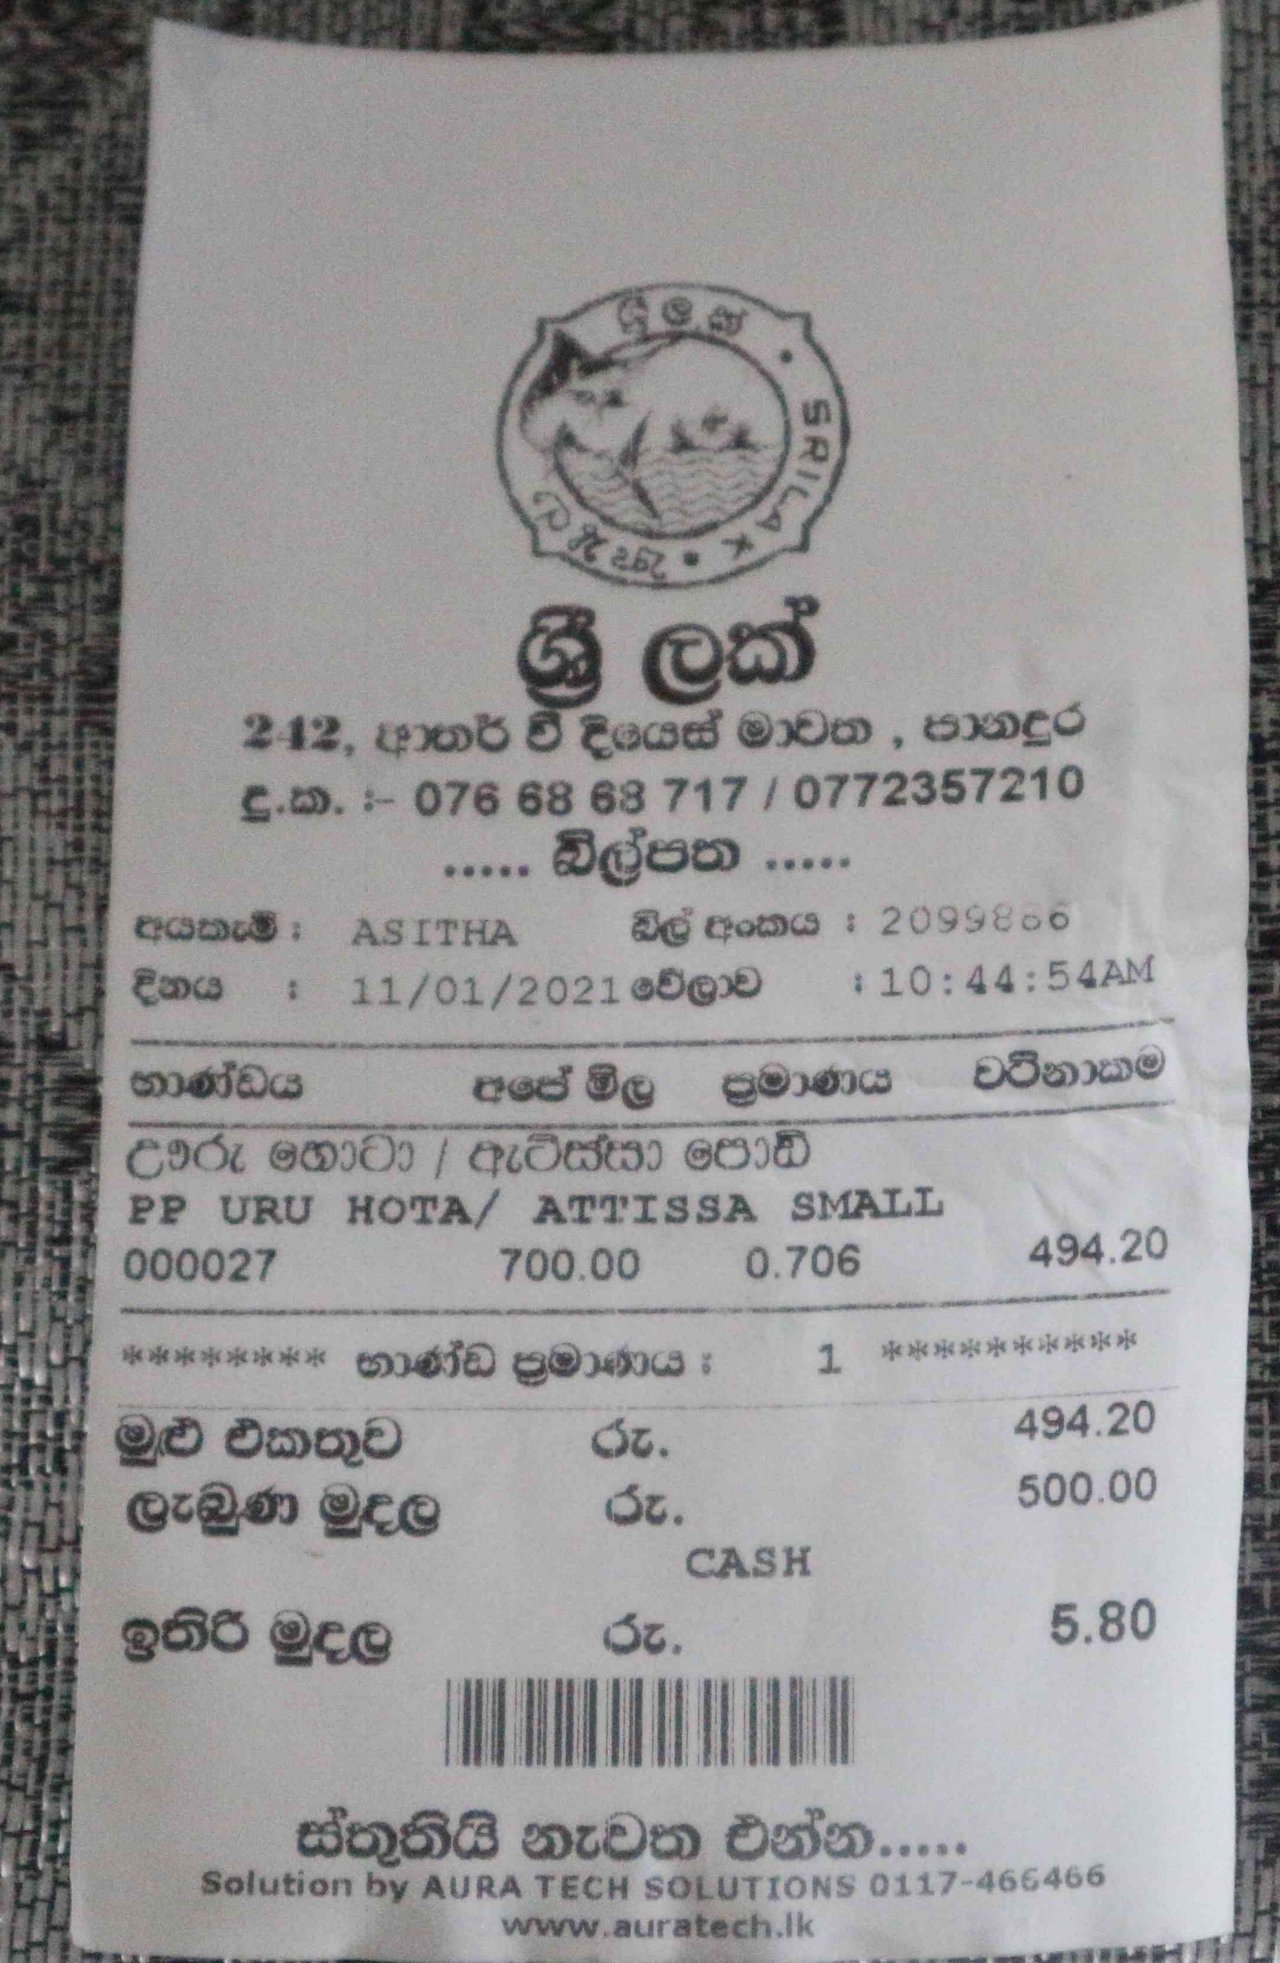 ශ්‍රී ලක් • SRILAK •
ශ්‍රී ලක්
242, ආතර් වී දියෙස් මාවත , පානදුර
දු.ක. :- 076 68 68 717 / 0772357210
..... බිල්පත .....
අයකැමි : ASITHA බිල් අංකය : 2099886
දිනය : 11/01/2021 වේලාව : 10:44:54AM
භාණ්ඩය අපේ මිල ප්‍රමාණය වටිනාකම
ඌරු හොටා / ඇටිස්සා පොඩි
PP URU HOTA/ ATTISSA SMALL
000027 700.00 0.706 494.20
******** භාණ්ඩ ප්‍රමාණය : 1 **********
මුළු එකතුව රු. 494.20
ලැබුණ මුදල රු. 500.00
CASH
ඉතිරි මුදල රු. 5.80
ස්තුතියි නැවත එන්න.....
Solution by AURA TECH SOLUTIONS 0117-466466
www.auratech.lk